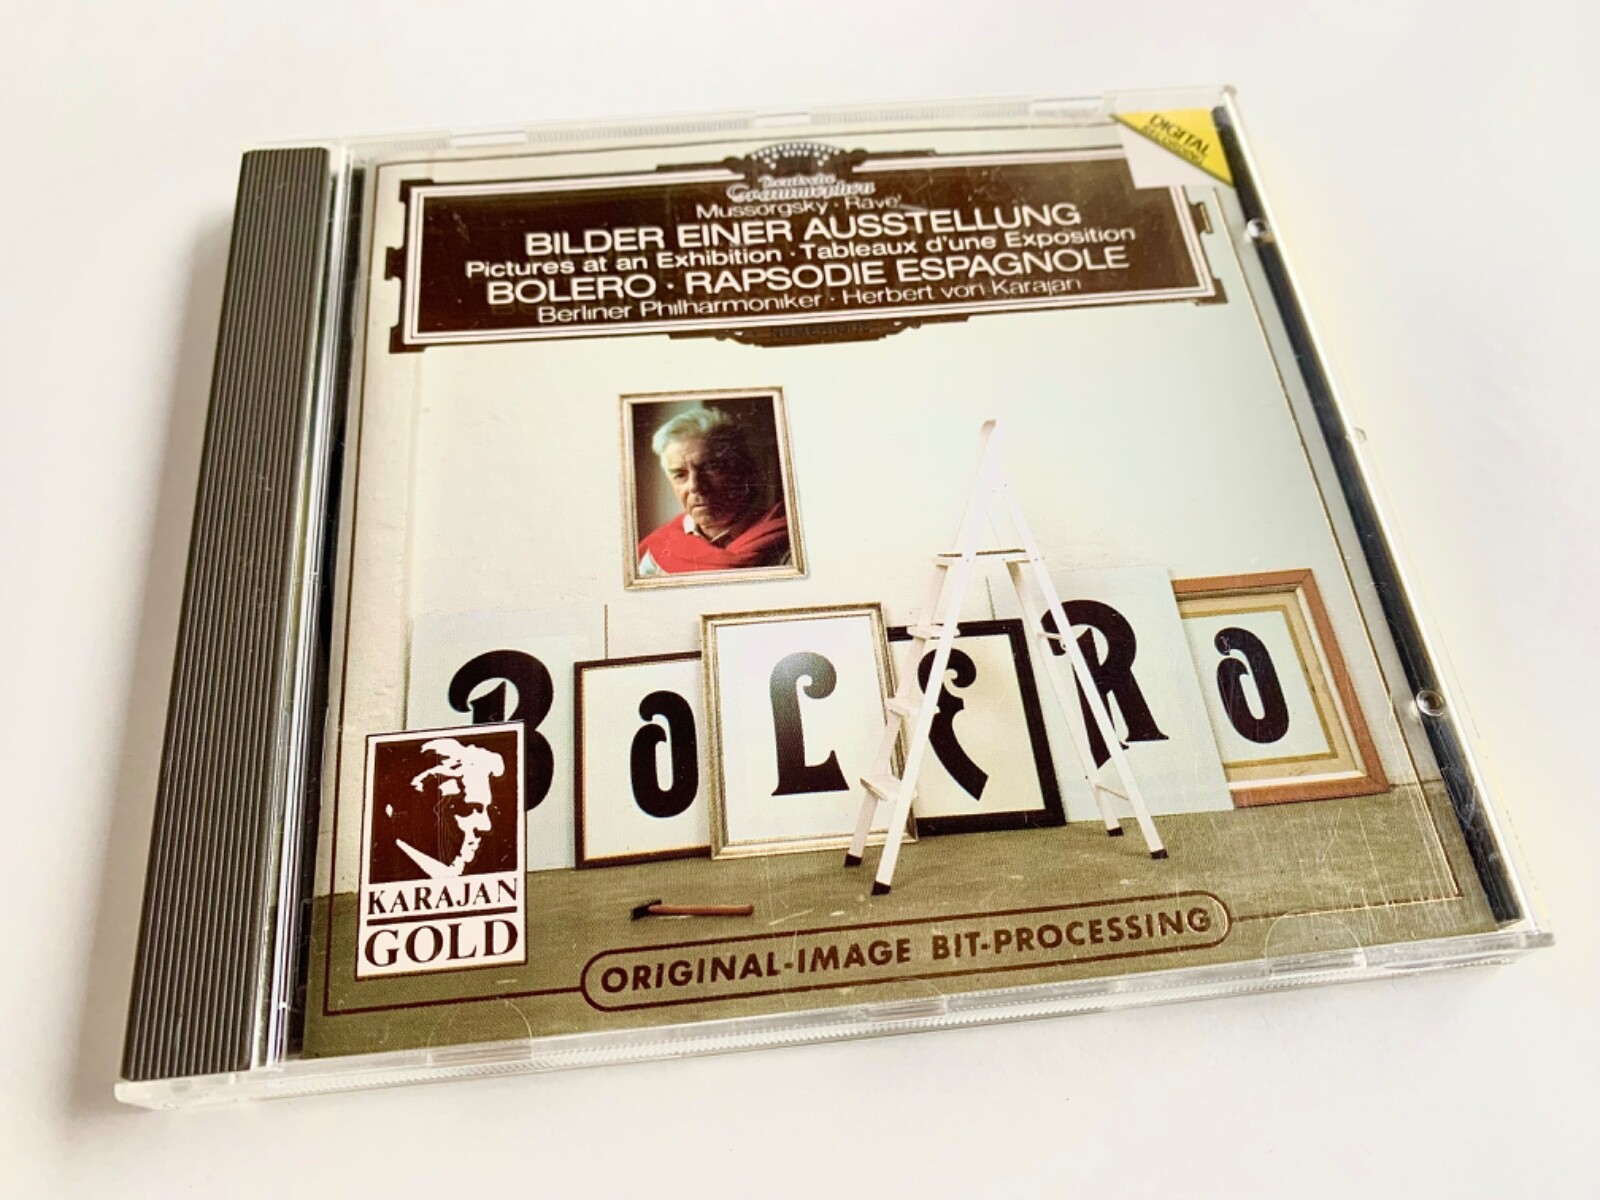 DIGITAL
RECORDING
Deutsche
Grammophon
Mussorgsky · Ravel
BILDER EINER AUSSTELLUNG
Pictures at an Exhibition · Tableaux d'une Exposition
BOLERO · RAPSODIE ESPAGNOLE
Berliner Philharmoniker · Herbert von Karajan
BOLERO
KARAJAN
GOLD
ORIGINAL-IMAGE BIT-PROCESSING